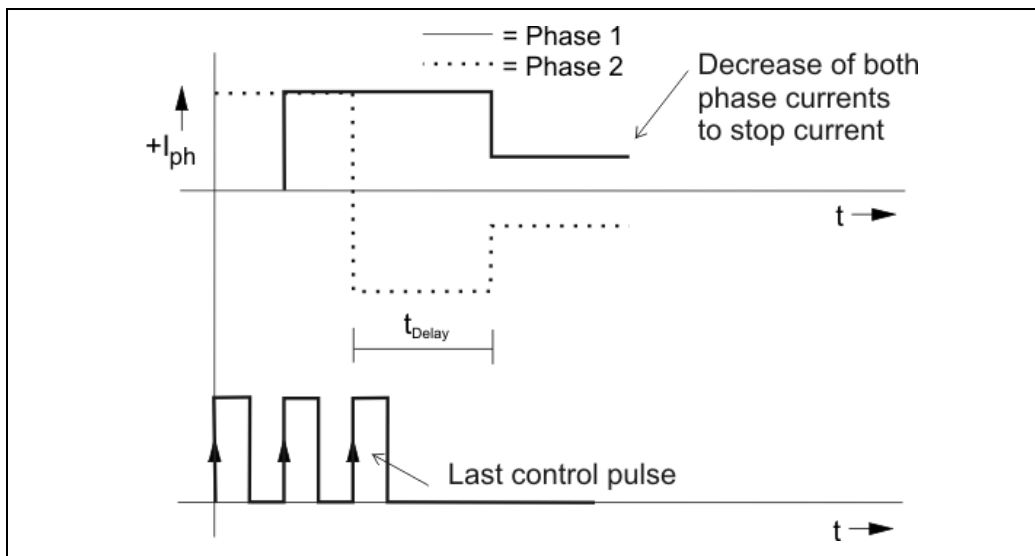 = Phase 1
= Phase 2
Decrease of both
phase currents
to stop current
+Iph
t
tDelay
Last control pulse
t